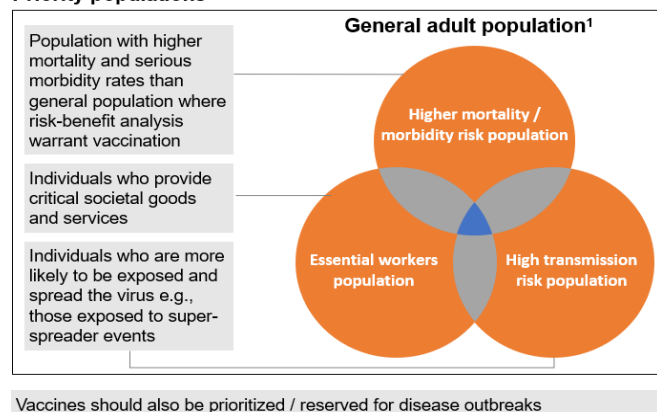 General adult population¹
Population with higher
mortality and serious
morbidity rates than
general population where
risk-benefit analysis
warrant vaccination
Individuals who provide
critical societal goods
and services
Individuals who are more
likely to be exposed and
spread the virus e.g.,
those exposed to super-
spreader events
Higher mortality /
morbidity risk population
Essential workers
population
High transmission
risk population
Vaccines should also be prioritized / reserved for disease outbreaks